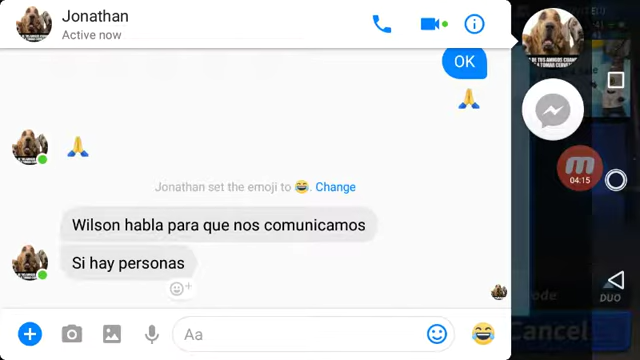 Jonathan
Active now
OK
Jonathan set the emoji to 😂. Change
Wilson habla para que nos comunicamos
Si hay personas
Aa
04:15
DUO
Cancel